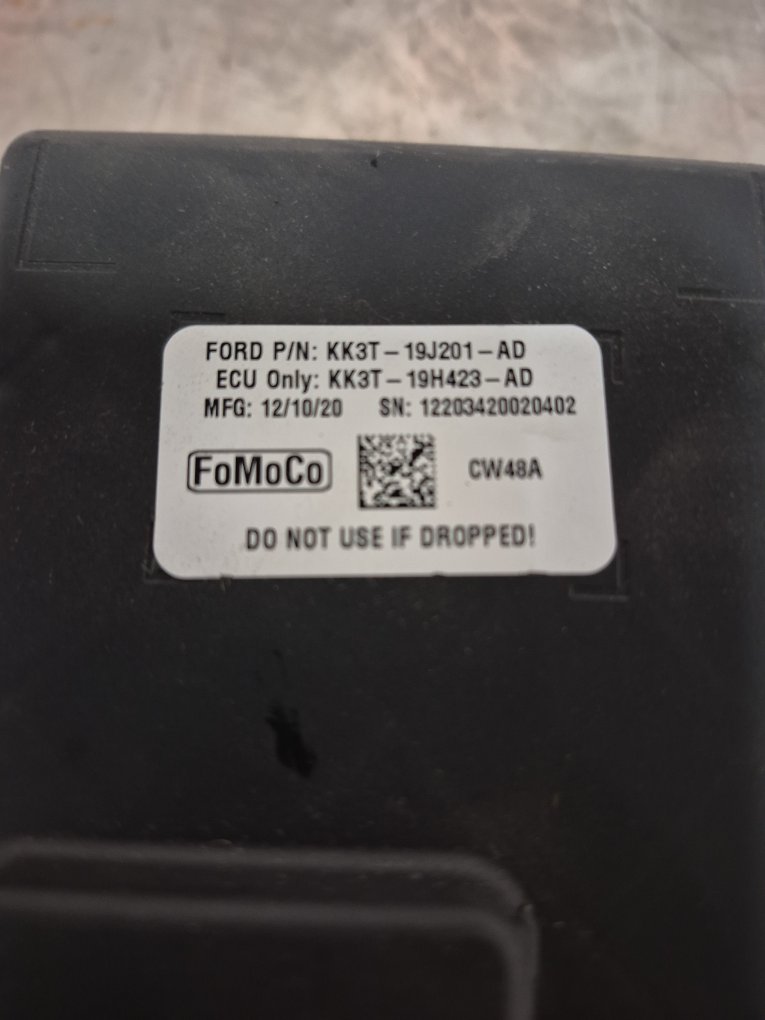 FORD P/N: KK3T-19J201-AD
ECU Only: KK3T-19H423-AD
MFG: 12/10/20 SN: 12203420020402
FoMoCo CW48A
DO NOT USE IF DROPPED!